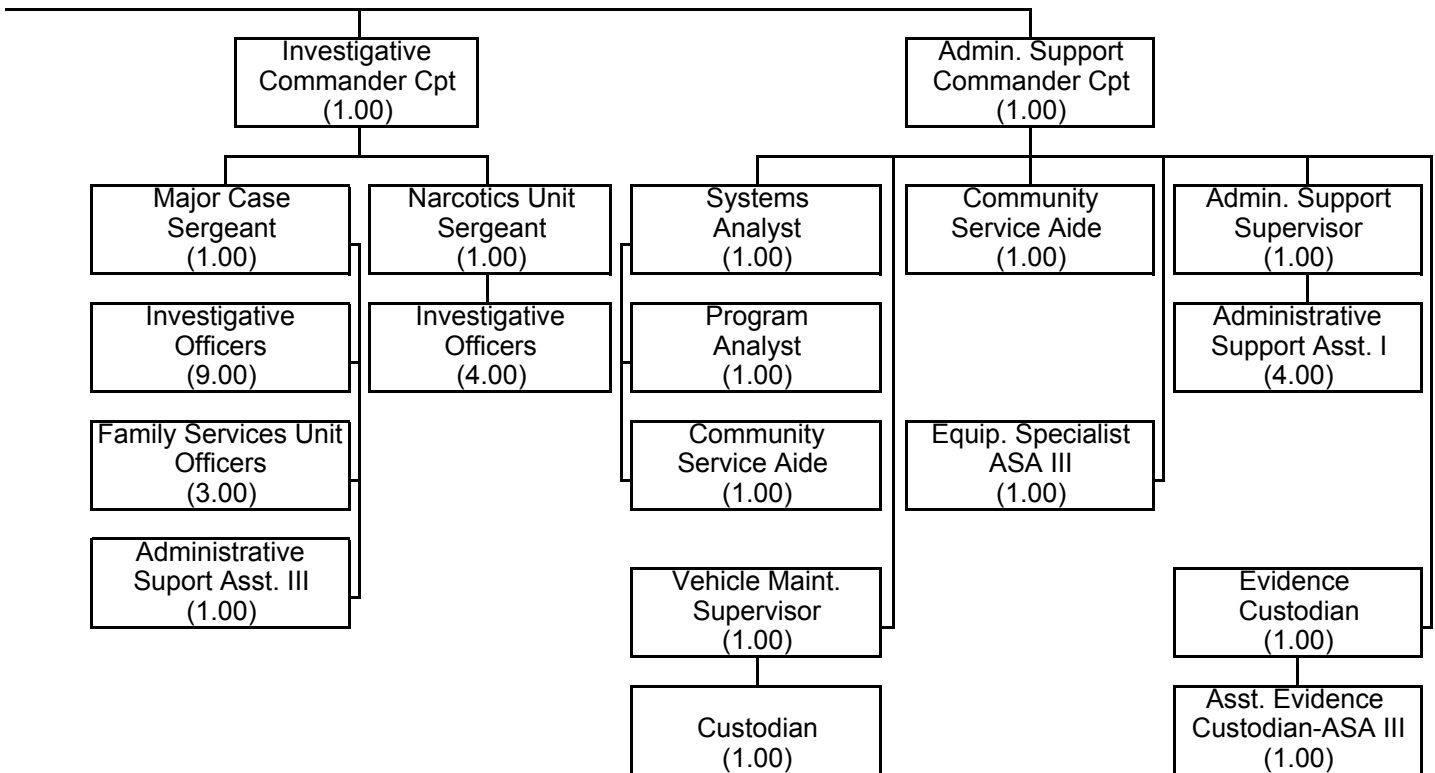 Investigative
Commander Cpt
(1.00)
Admin. Support
Commander Cpt
(1.00)
Major Case
Sergeant
(1.00)
Narcotics Unit
Sergeant
(1.00)
Systems
Analyst
(1.00)
Community
Service Aide
(1.00)
Admin. Support
Supervisor
(1.00)
Investigative
Officers
(9.00)
Investigative
Officers
(4.00)
Program
Analyst
(1.00)
Administrative
Support Asst. I
(4.00)
Family Services Unit
Officers
(3.00)
Community
Service Aide
(1.00)
Equip. Specialist
ASA III
(1.00)
Administrative
Suport Asst. III
(1.00)
Vehicle Maint.
Supervisor
(1.00)
Evidence
Custodian
(1.00)
Custodian
(1.00)
Asst. Evidence
Custodian-ASA III
(1.00)